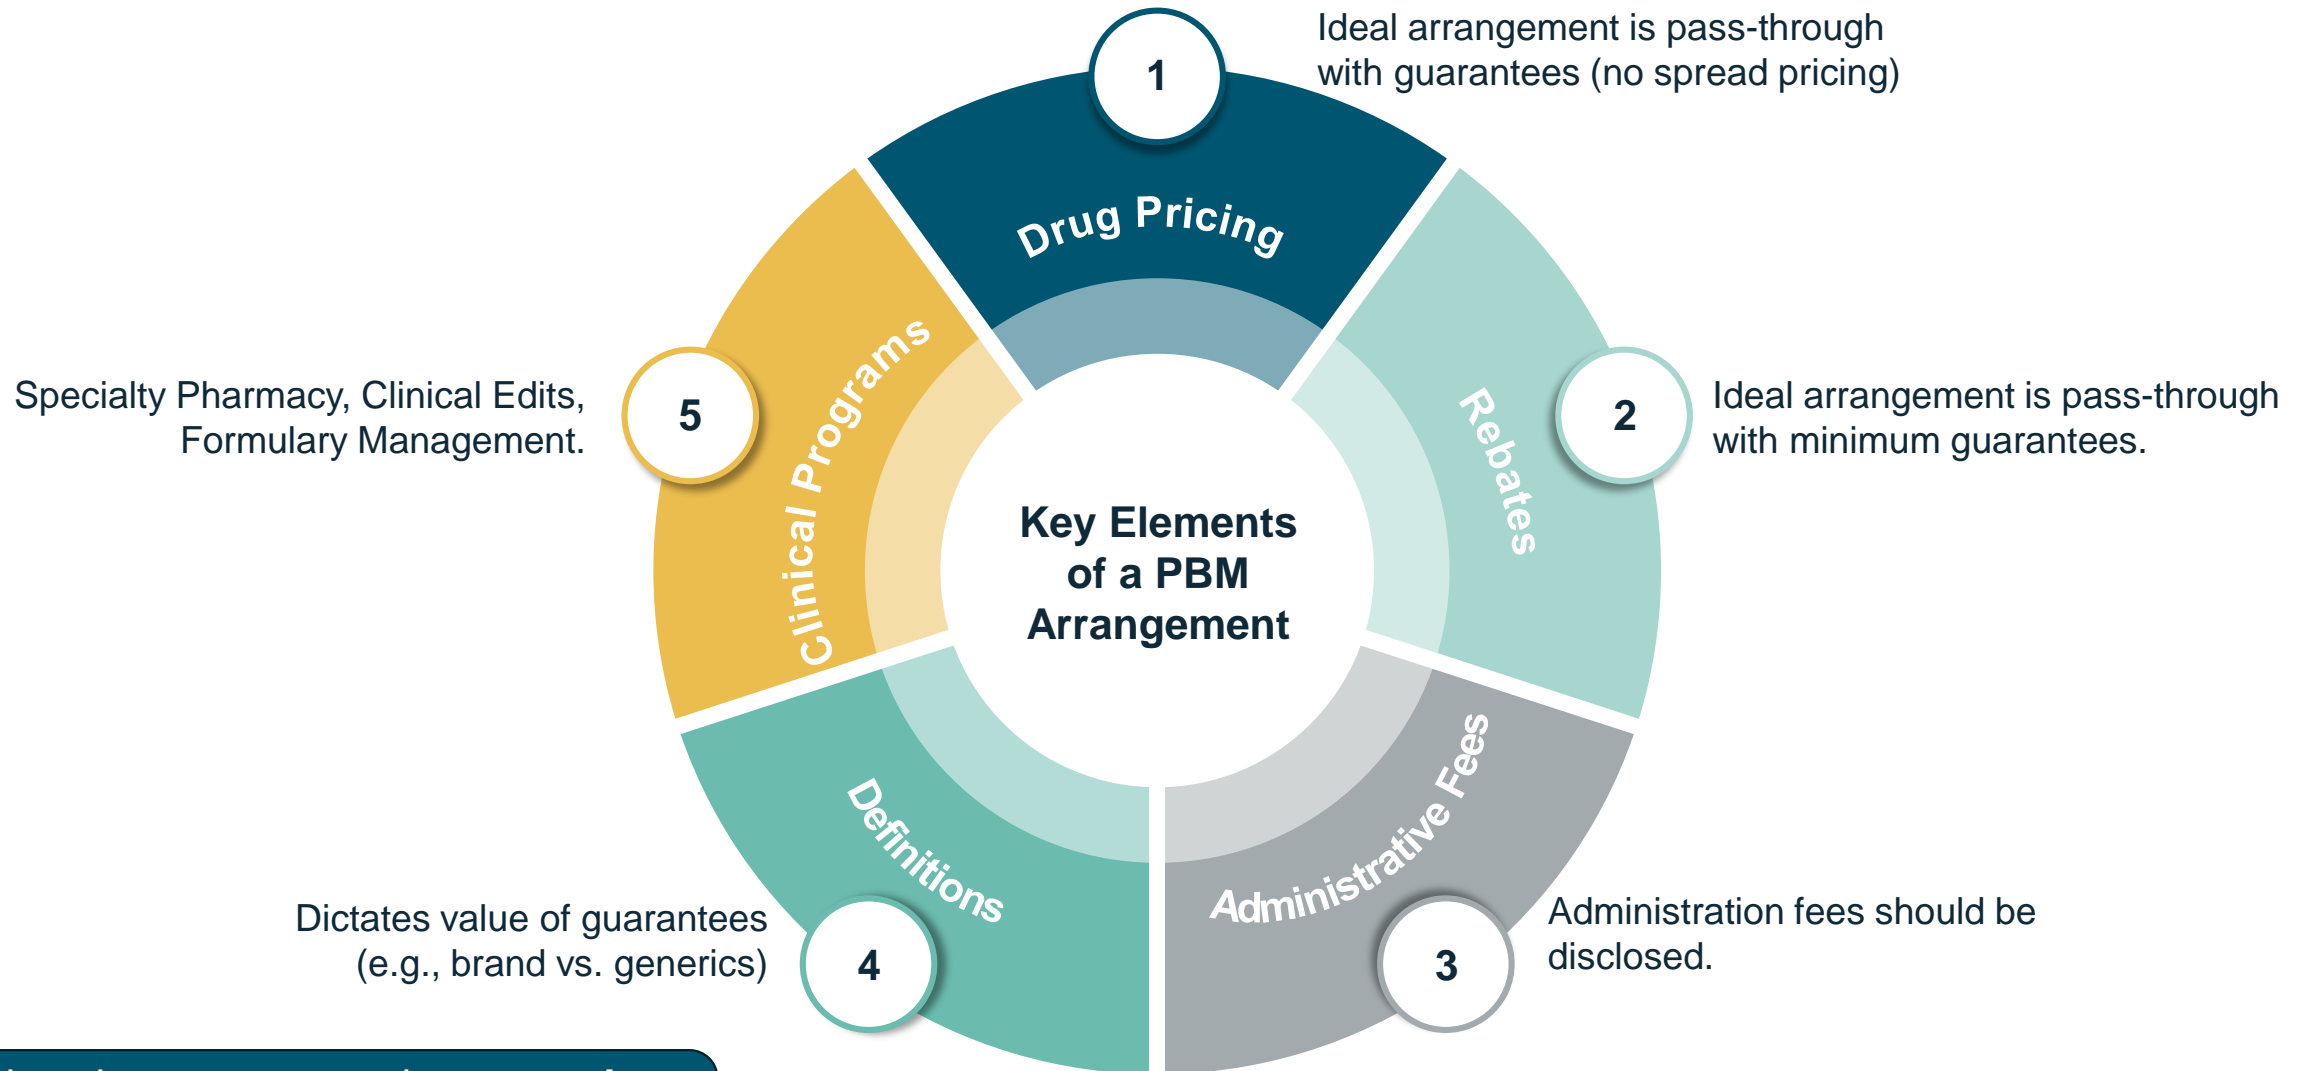 1
Ideal arrangement is pass-through
with guarantees (no spread pricing)
Drug Pricing
2
Ideal arrangement is pass-through
with minimum guarantees.
Rebates
3
Administration fees should be
disclosed.
Administrative Fees
4
Dictates value of guarantees
(e.g., brand vs. generics)
Definitions
5
Specialty Pharmacy, Clinical Edits,
Formulary Management.
Clinical Programs
Key Elements
of a PBM
Arrangement